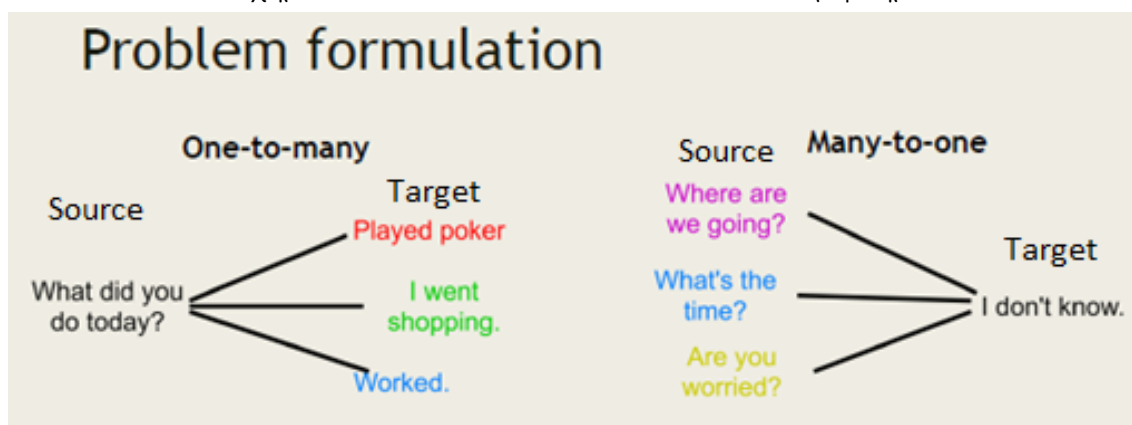 Problem formulation
One-to-many
Source
Target
What did you
do today?
Played poker
I went
shopping.
Worked.
Many-to-one
Source
Where are
we going?
What's the
time?
Are you
worried?
Target
I don't know.